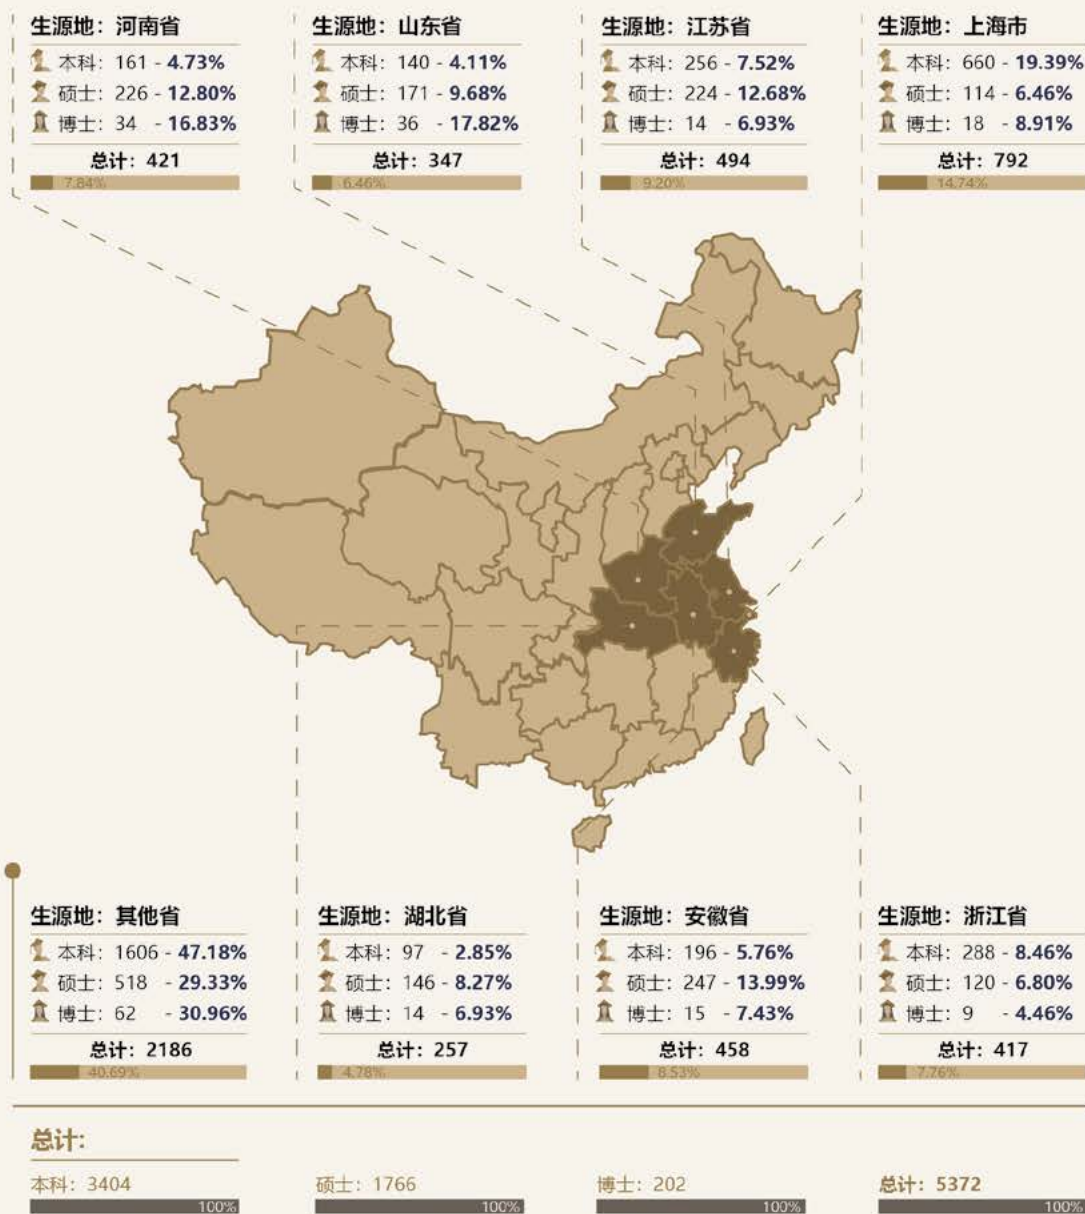 生源地：河南省
本科：161 - 4.73%
硕士：226 - 12.80%
博士：34 - 16.83%
总计：421
7.84%
生源地：山东省
本科：140 - 4.11%
硕士：171 - 9.68%
博士：36 - 17.82%
总计：347
6.46%
生源地：江苏省
本科：256 - 7.52%
硕士：224 - 12.68%
博士：14 - 6.93%
总计：494
9.20%
生源地：上海市
本科：660 - 19.39%
硕士：114 - 6.46%
博士：18 - 8.91%
总计：792
14.74%
生源地：其他省
本科：1606 - 47.18%
硕士：518 - 29.33%
博士：62 - 30.96%
总计：2186
40.69%
生源地：湖北省
本科：97 - 2.85%
硕士：146 - 8.27%
博士：14 - 6.93%
总计：257
4.78%
生源地：安徽省
本科：196 - 5.76%
硕士：247 - 13.99%
博士：15 - 7.43%
总计：458
8.53%
生源地：浙江省
本科：288 - 8.46%
硕士：120 - 6.80%
博士：9 - 4.46%
总计：417
7.76%
总计:
本科：3404
100%
硕士：1766
100%
博士：202
100%
总计：5372
100%